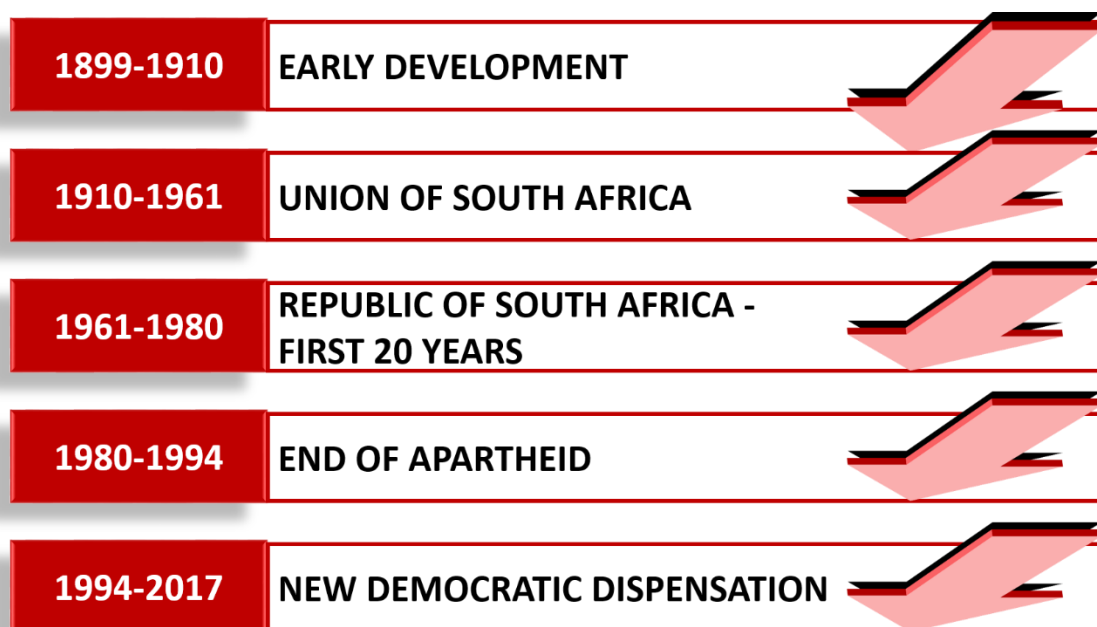 1899-1910 EARLY DEVELOPMENT
1910-1961 UNION OF SOUTH AFRICA
1961-1980 REPUBLIC OF SOUTH AFRICA -
FIRST 20 YEARS
1980-1994 END OF APARTHEID
1994-2017 NEW DEMOCRATIC DISPENSATION